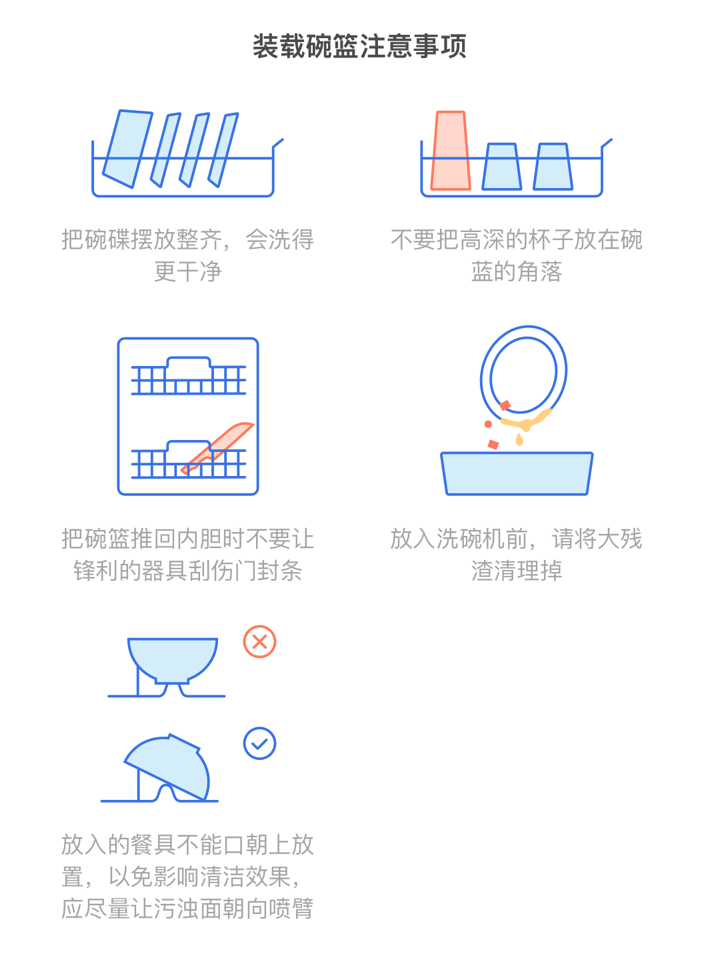 装载碗篮注意事项
把碗碟摆放整齐，会洗得
更干净
不要把高深的杯子放在碗
蓝的角落
把碗篮推回内胆时不要让
锋利的器具刮伤门封条
放入洗碗机前，请将大残
渣清理掉
放入的餐具不能口朝上放
置，以免影响清洁效果，
应尽量让污浊面朝向喷臂